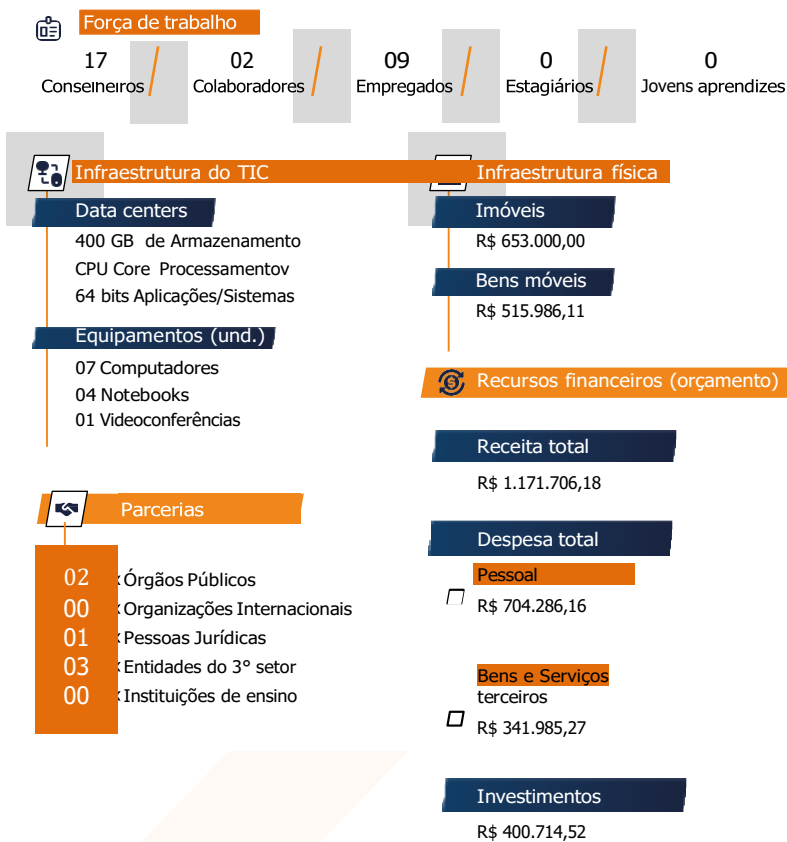 Força de trabalho
17
Conselheiros
02
Colaboradores
09
Empregados
0
Estagiários
0
Jovens aprendizes
Infraestrutura do TIC
Data centers
400 GB de Armazenamento
CPU Core Processamentov
64 bits Aplicações/Sistemas
Equipamentos (und.)
07 Computadores
04 Notebooks
01 Videoconferências
Parcerias
02 Órgãos Públicos
00 Organizações Internacionais
01 Pessoas Jurídicas
03 Entidades do 3° setor
00 Instituições de ensino
Infraestrutura física
Imóveis
R$ 653.000,00
Bens móveis
R$ 515.986,11
Recursos financeiros (orçamento)
Receita total
R$ 1.171.706,18
Despesa total
Pessoal
R$ 704.286,16
Bens e Serviços
terceiros
R$ 341.985,27
Investimentos
R$ 400.714,52